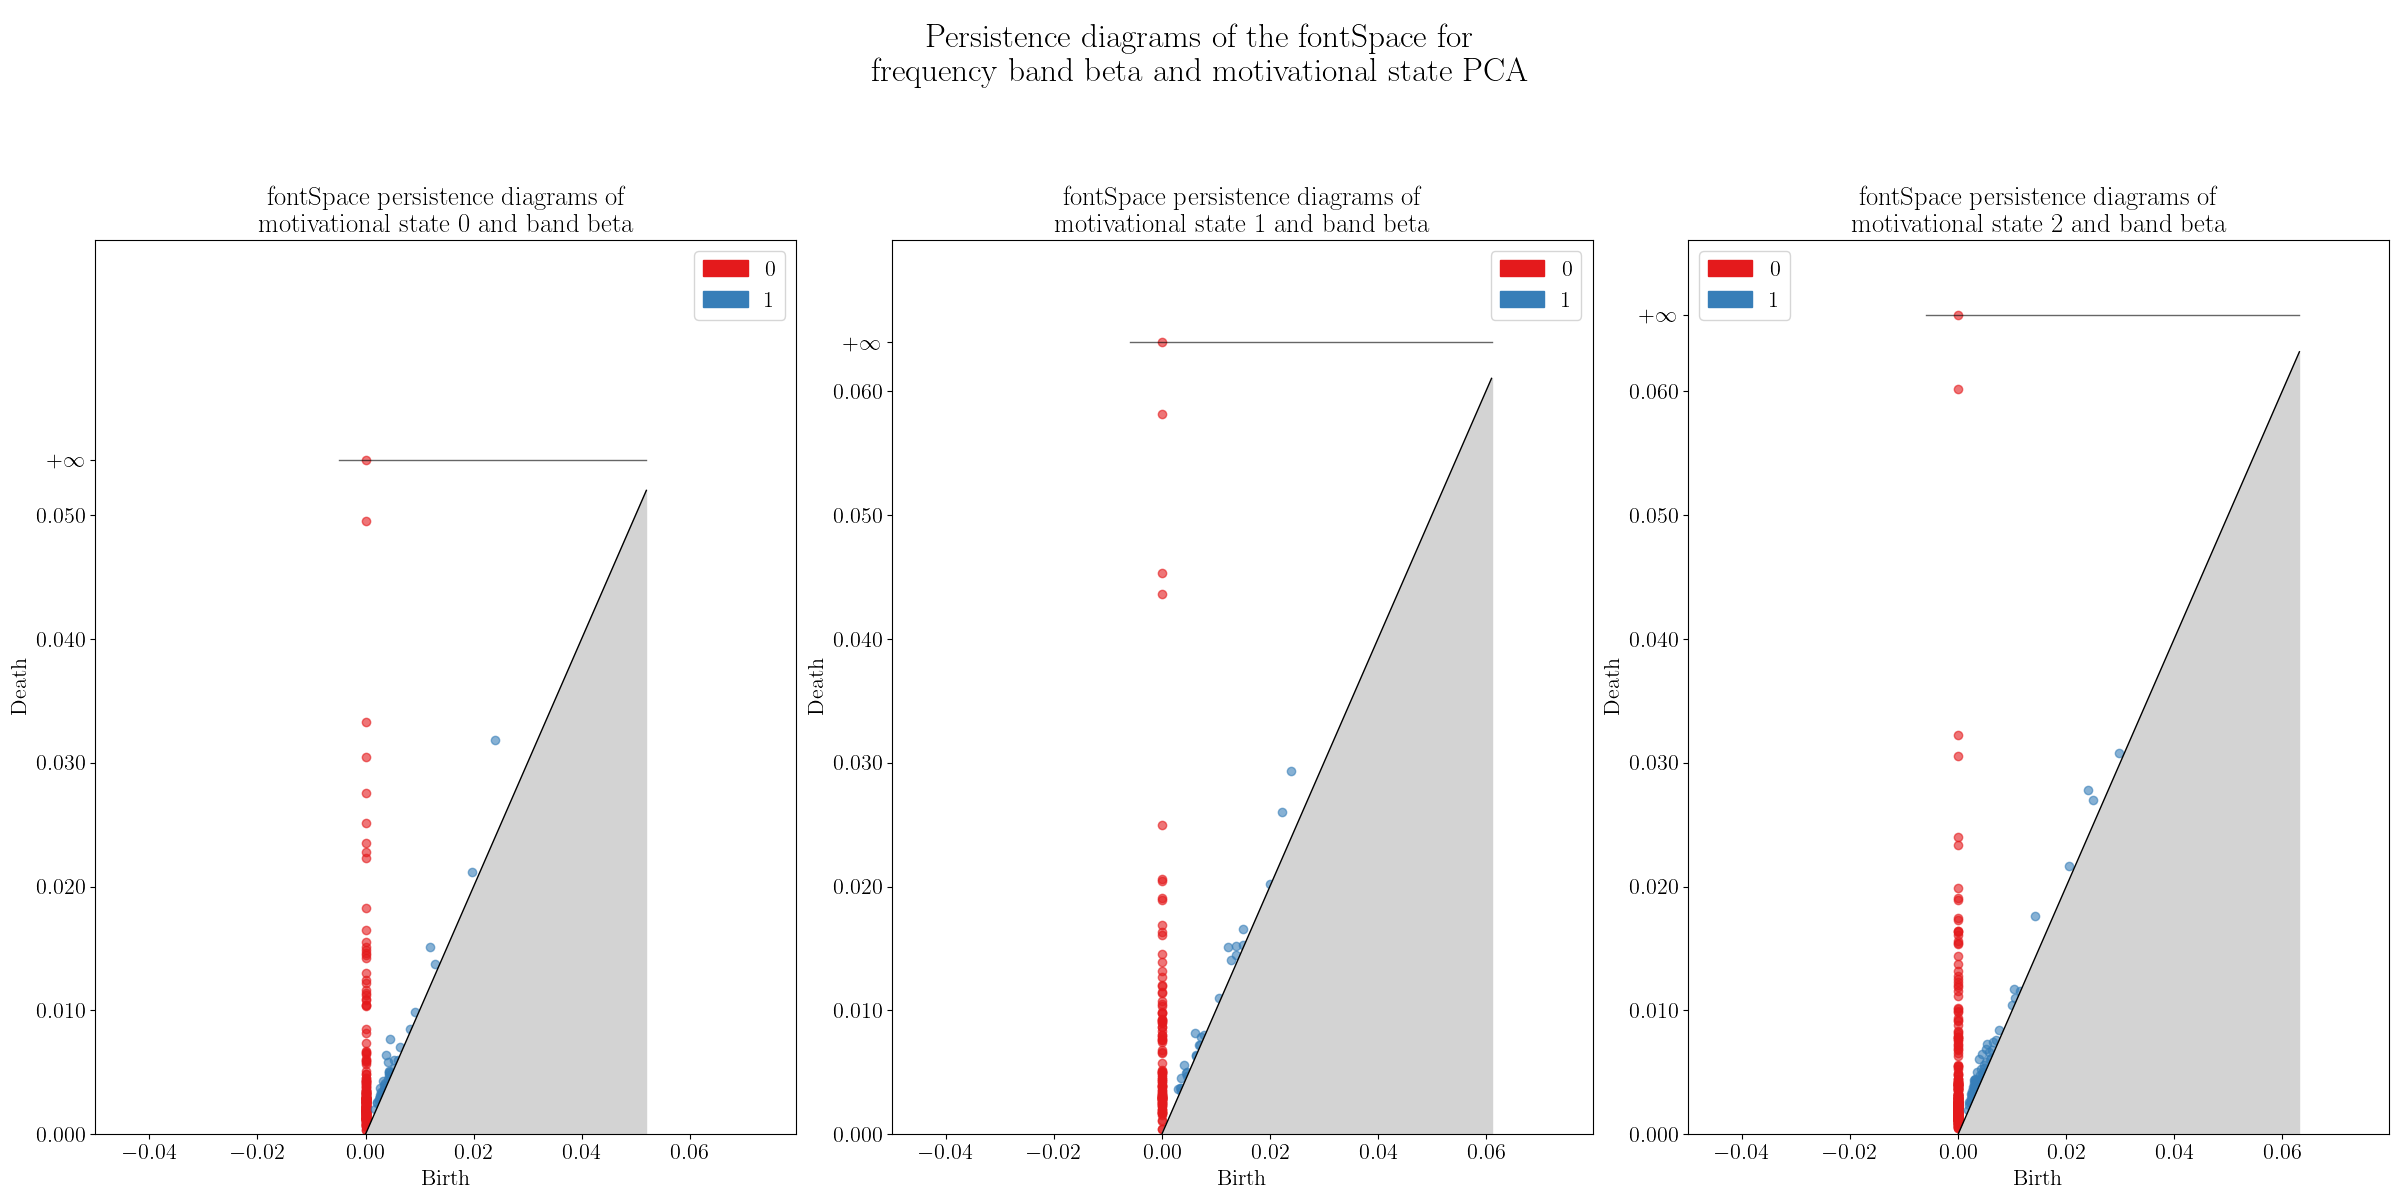 Persistence diagrams of the fontSpace for
frequency band beta and motivational state PCA
fontSpace persistence diagrams of
motivational state 0 and band beta
0
1
+∞
0.050
0.040
0.030
0.020
0.010
0.000
Death
−0.04 −0.02 0.00 0.02 0.04 0.06
Birth
fontSpace persistence diagrams of
motivational state 1 and band beta
0
1
+∞
0.060
0.050
0.040
0.030
0.020
0.010
0.000
Death
−0.04 −0.02 0.00 0.02 0.04 0.06
Birth
fontSpace persistence diagrams of
motivational state 2 and band beta
0
1
+∞
0.060
0.050
0.040
0.030
0.020
0.010
0.000
Death
−0.04 −0.02 0.00 0.02 0.04 0.06
Birth